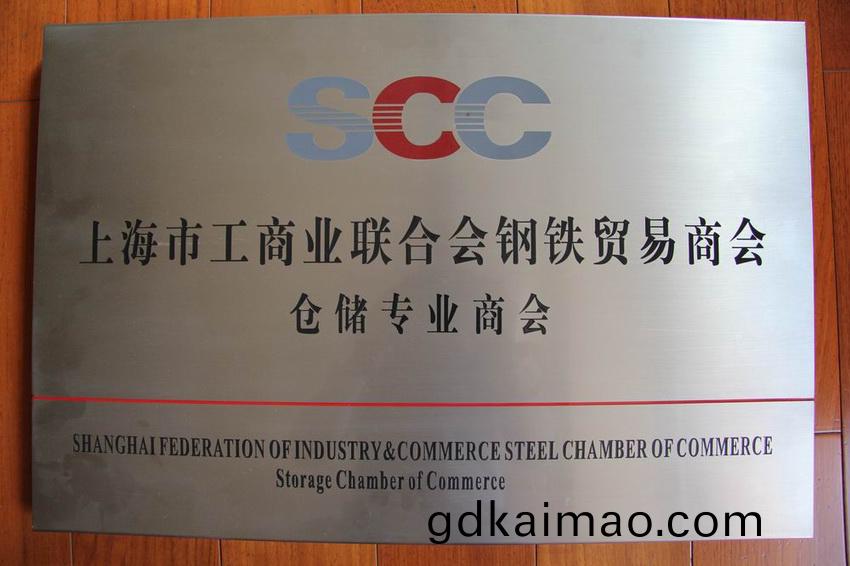 SCC
上海市工商业联合会钢铁贸易商会
仓储专业商会
SHANGHAI FEDERATION OF INDUSTRY&COMMERCE STEEL CHAMBER OF COMMERCE
Storage Chamber of Commerce
gdkaimao.com